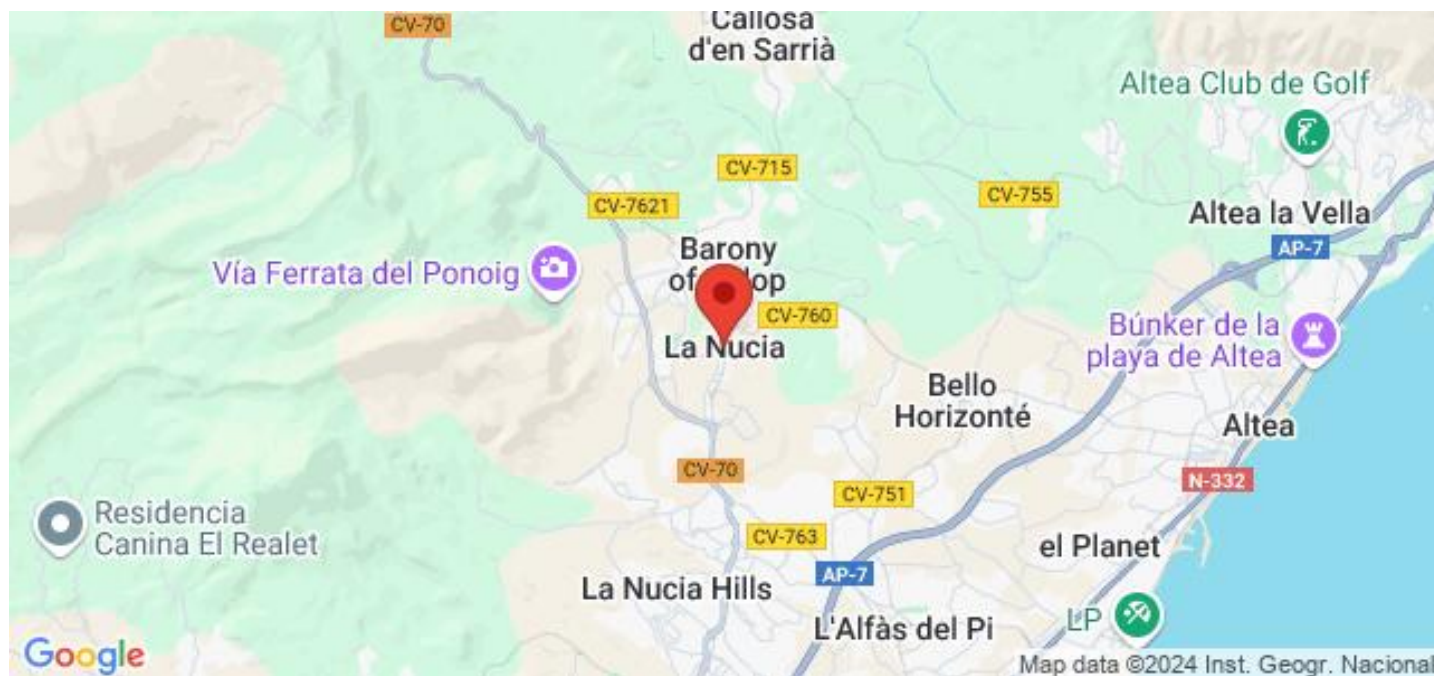 CV-70
Callosa
d'en Sarrià
Altea Club de Golf
CV-715
CV-7621
CV-755
Altea la Vella
AP-7
Barony
of
Vía Ferrata del Ponoig
CV-760
La Nucia
Búnker de la
playa de Altea
Bello
Horizonté
Altea
CV-70
N-332
CV-751
Residencia
Canina El Realet
CV-763
el Planet
AP-7
La Nucia Hills
L'Alfàs del Pi
LP
Google
Map data ©2024 Inst. Geogr. Nacional